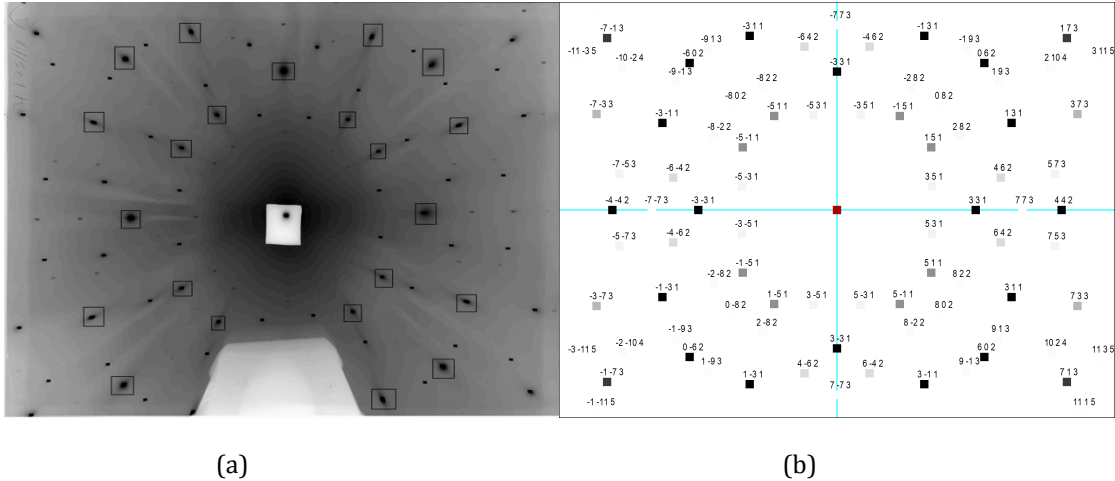 -7 7 3
-7 -1 3
-3 1 1
-1 3 1
1 7 3
-9 1 3
-6 4 2
-4 6 2
-1 9 3
-11 -3 5
-6 0 2
-3 3 1
0 6 2
3 11 5
-10 -2 4
2 10 4
-9 -1 3
-8 2 2
-2 8 2
1 9 3
-8 0 2
0 8 2
-7 -3 3
-3 -1 1
-5 1 1
-5 3 1
-3 5 1
-1 5 1
1 3 1
3 7 3
-8 -2 2
2 8 2
-5 -1 1
1 5 1
-7 -5 3
-6 -4 2
4 6 2
5 7 3
-5 -3 1
3 5 1
-4 -4 2
-7 -7 3
-3 -3 1
3 3 1
7 7 3
4 4 2
-5 -7 3
-4 -6 2
-3 -5 1
5 3 1
6 4 2
7 5 3
-1 -5 1
5 1 1
-2 -8 2
8 2 2
-3 -7 3
-1 -3 1
0 -8 2
1 -5 1
3 -5 1
5 -3 1
5 -1 1
8 0 2
3 1 1
7 3 3
2 -8 2
8 -2 2
-1 -9 3
9 1 3
-3 -11 5
-2 -10 4
0 -6 2
3 -3 1
6 0 2
10 2 4
11 3 5
1 -9 3
9 -1 3
-1 -7 3
1 -3 1
4 -6 2
6 -4 2
3 -1 1
7 1 3
7 -7 3
-1 -11 5
11 1 5
(a)
(b)